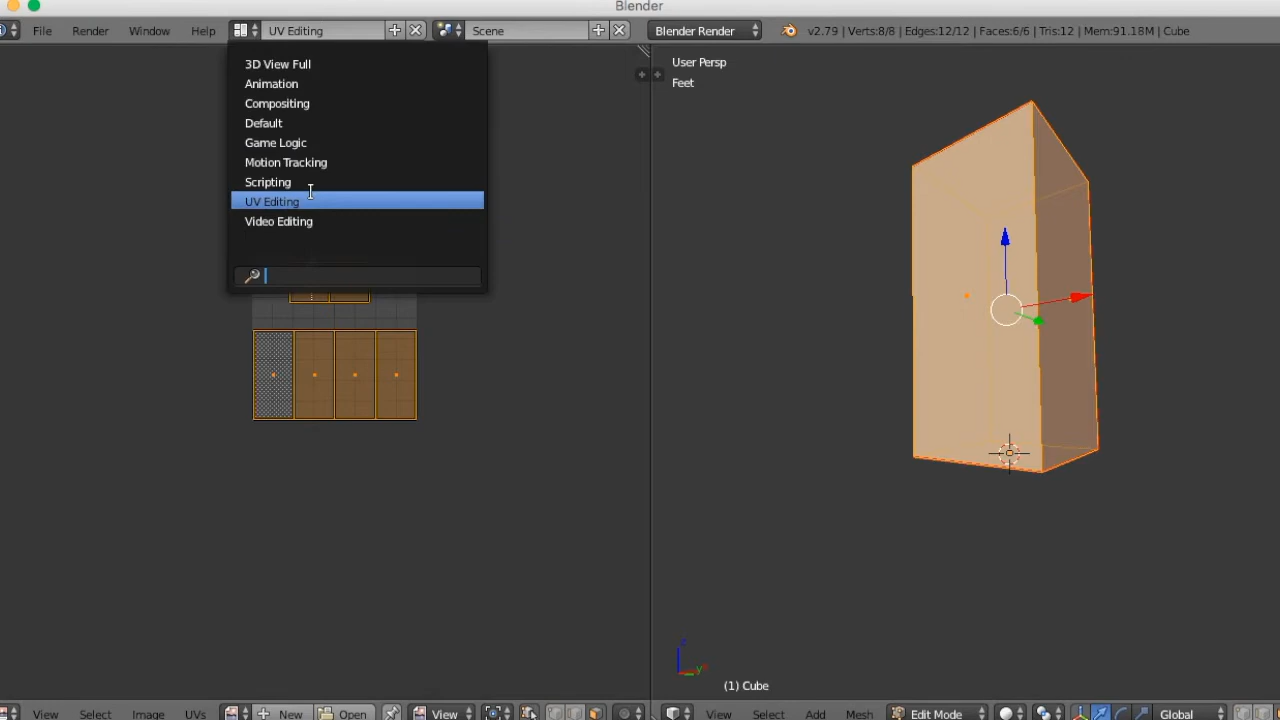 Blender
File Render Window Help UV Editing Scene Blender Render v2.79 | Verts:8/8 | Edges:12/12 | Faces:6/6 | Tris:12 | Mem:91.18M | Cube
3D View Full
Animation
Compositing
Default
Game Logic
Motion Tracking
Scripting
UV Editing
Video Editing
User Persp
Feet
z
y
(1) Cube
View Select Image UVs New Open View
View Select Add Mesh Edit Mode Global